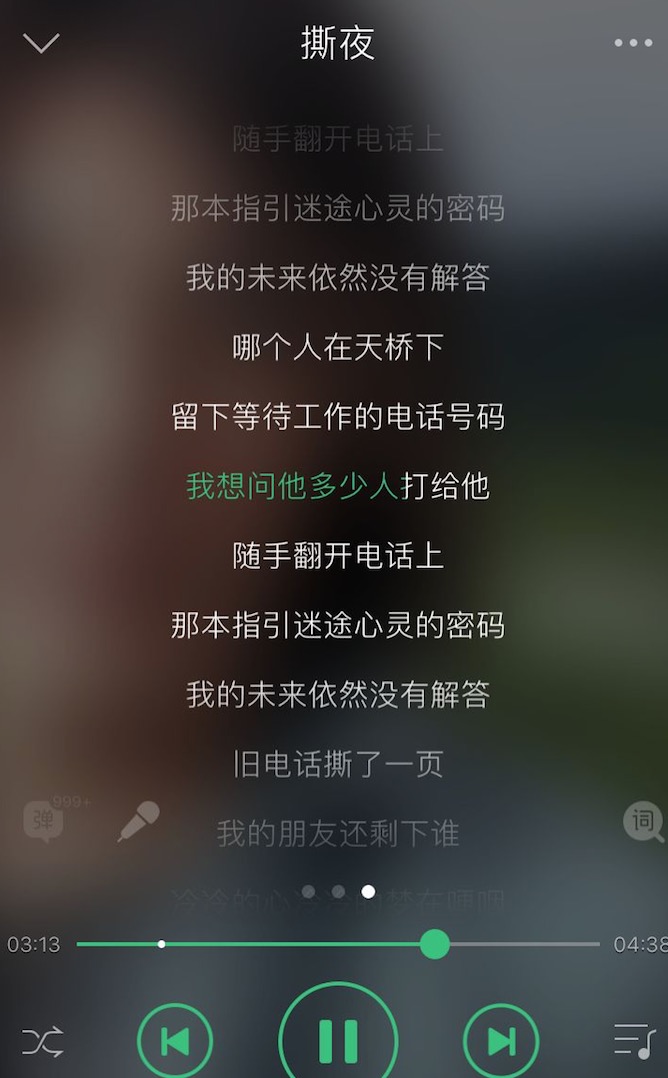 撕夜
随手翻开电话上
那本指引迷途心灵的密码
我的未来依然没有解答
哪个人在天桥下
留下等待工作的电话号码
我想问他多少人打给他
随手翻开电话上
那本指引迷途心灵的密码
我的未来依然没有解答
旧电话撕了一页
999+
弹
词
我的朋友还剩下谁
03:13
04:38